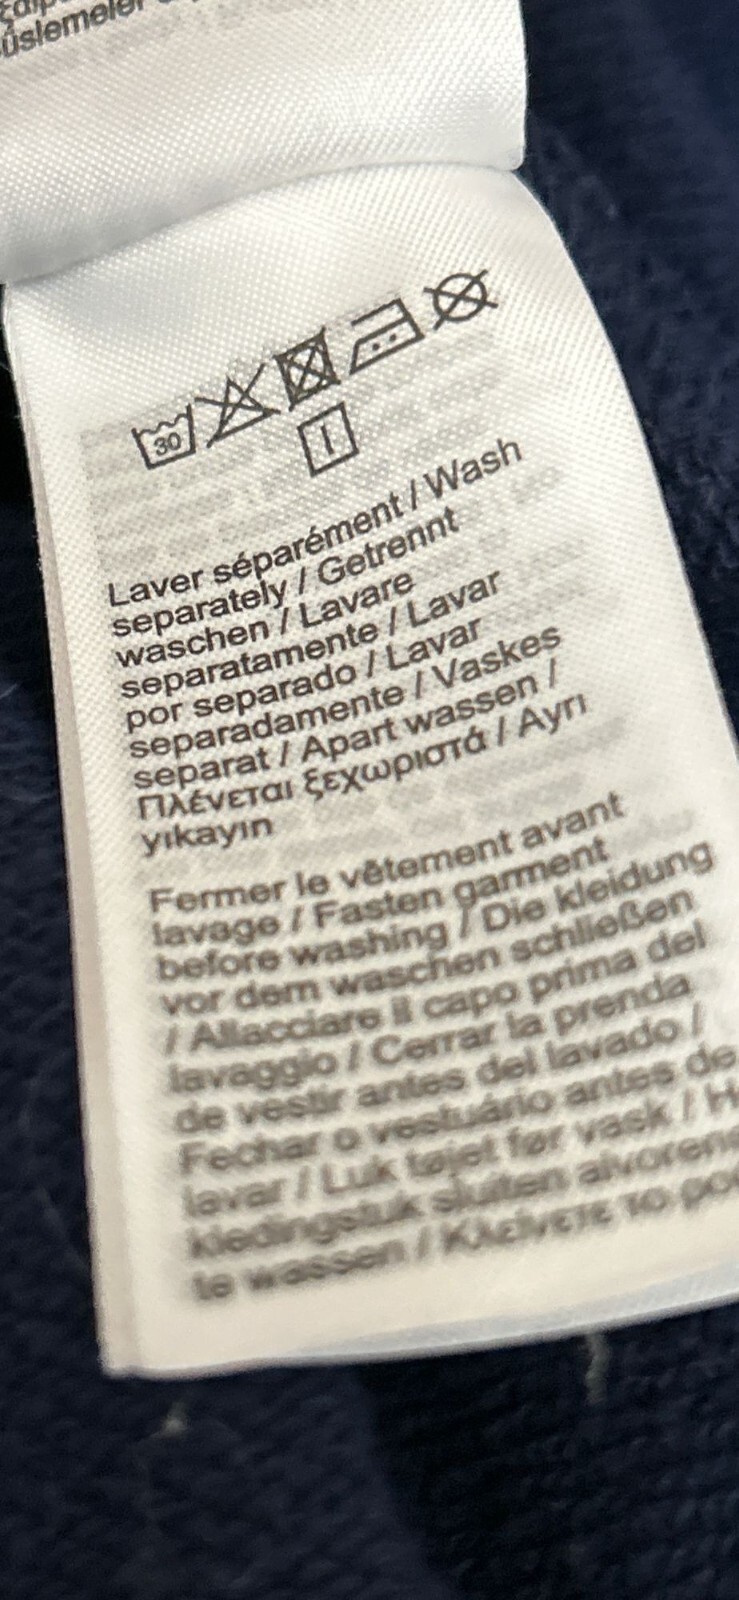 30
Laver séparément / Wash
separately / Getrennt
waschen / Lavare
separatamente / Lavar
por separado / Lavar
separadamente / Vaskes
separat / Apart wassen /
Πλένεται ξεχωριστά / Ayrı
yıkayın
Fermer le vêtement avant
lavage / Fasten garment
before washing / Die kleidung
vor dem waschen schließen
/ Allacciare il capo prima del
lavaggio / Cerrar la prenda
de vestir antes del lavado /
Fechar o vestuário antes de
lavar / Luk tøjet før vask /
kledingstuk sluiten
te wassen / Κλείνετε το